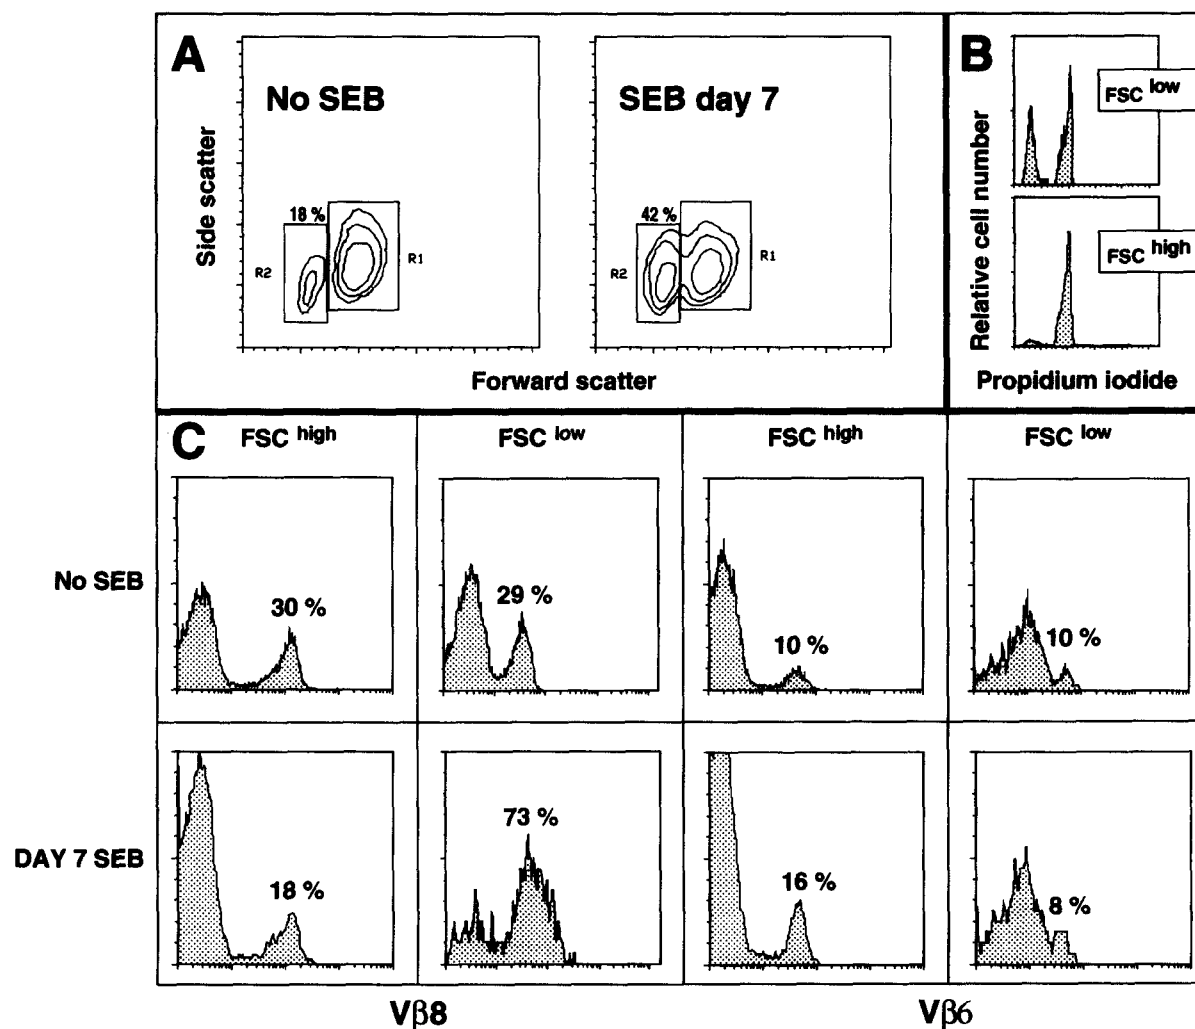 A
No SEB
SEB day 7
Side scatter
18 %
42 %
R2
R1
R2
R1
Forward scatter
B
Relative cell number
FSC low
FSC high
Propidium iodide
C
FSC high
FSC low
FSC high
FSC low
No SEB
30 %
29 %
10 %
10 %
DAY 7 SEB
18 %
73 %
16 %
8 %
Vβ8
Vβ6